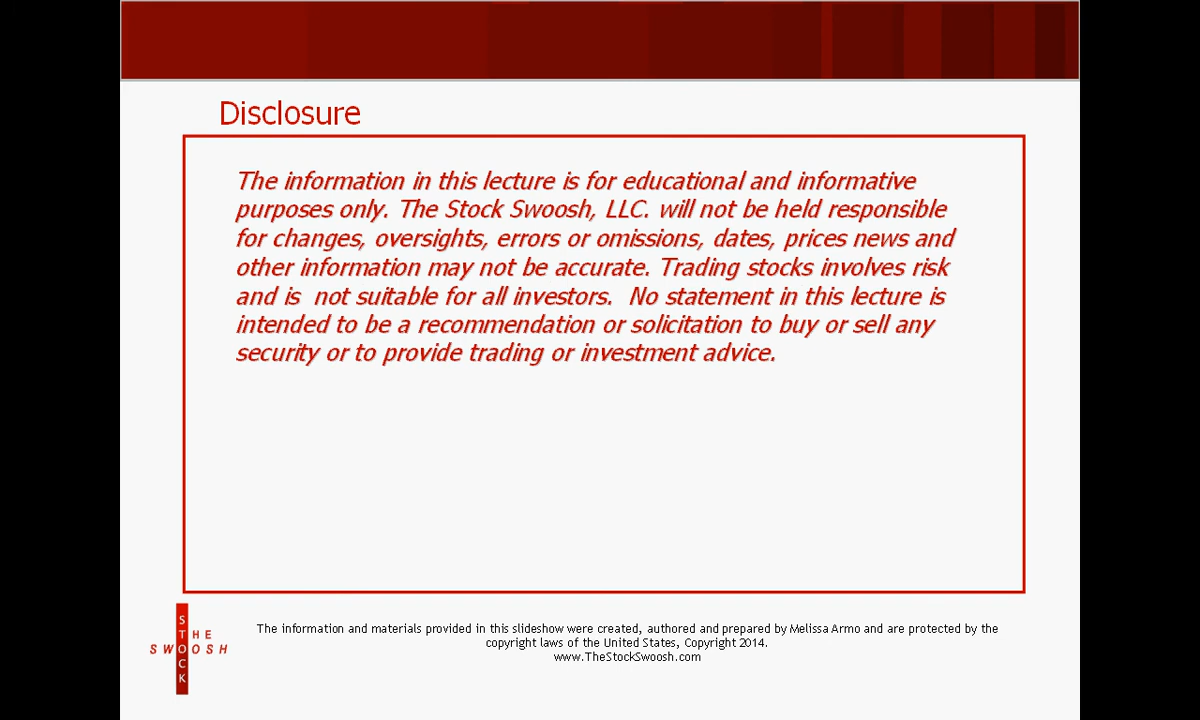 Disclosure
The information in this lecture is for educational and informative
purposes only. The Stock Swoosh, LLC. will not be held responsible
for changes, oversights, errors or omissions, dates, prices news and
other information may not be accurate. Trading stocks involves risk
and is  not suitable for all investors.  No statement in this lecture is
intended to be a recommendation or solicitation to buy or sell any
security or to provide trading or investment advice.
THE
STOCK
SWOOSH
The information and materials provided in this slideshow were created, authored and prepared by Melissa Armo and are protected by the
copyright laws of the United States, Copyright 2014.
www.TheStockSwoosh.com